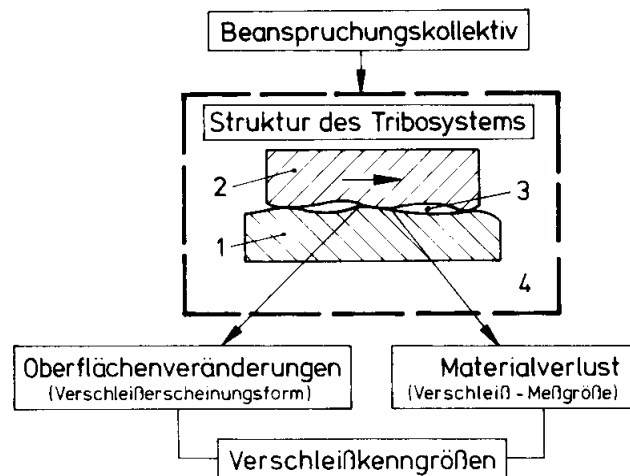 Beanspruchungskollektiv
Struktur des Tribosystems
2
3
1
4
Oberflächenveränderungen
(Verschleißerscheinungsform)
Materialverlust
(Verschleiß - Meßgröße)
Verschleißkenngrößen